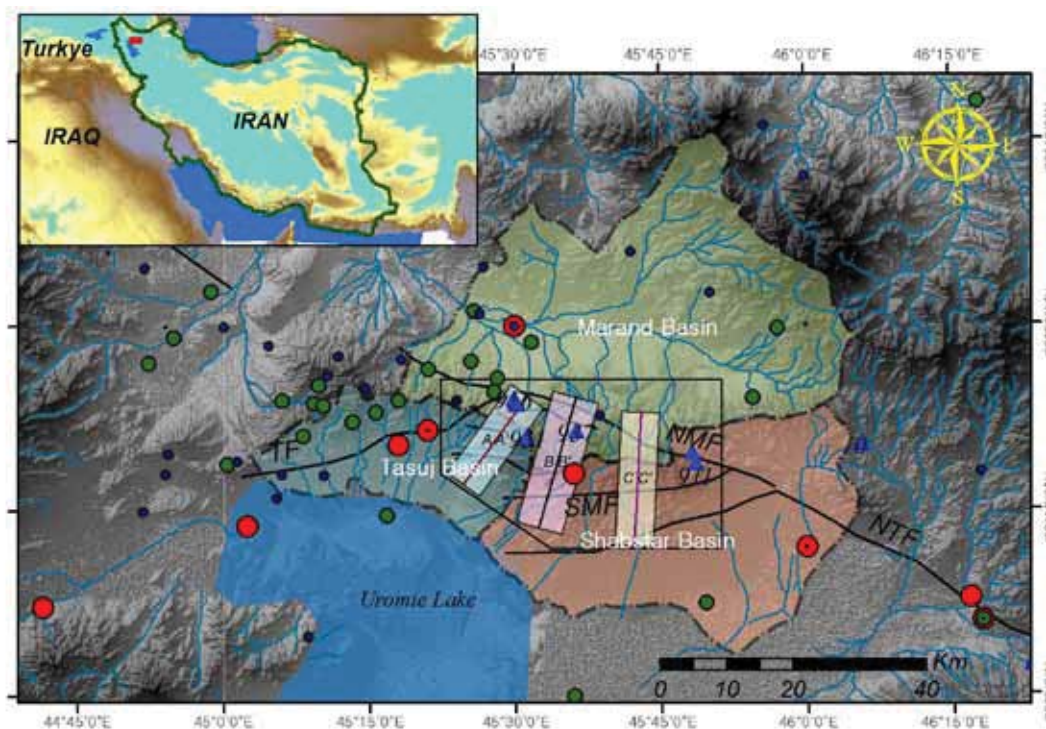 45°30'0"E 45°45'0"E 46°0'0"E 46°15'0"E
Turkye
IRAQ
IRAN
N
W
E
S
Marand Basin
TF
Tasuj Basin
AA'
BB'
CC'
NMF
SMF
Shabstar Basin
NTF
Uromie Lake
Km
0 10 20 40
44°45'0"E 45°0'0"E 45°15'0"E 45°30'0"E 45°45'0"E 46°0'0"E 46°15'0"E